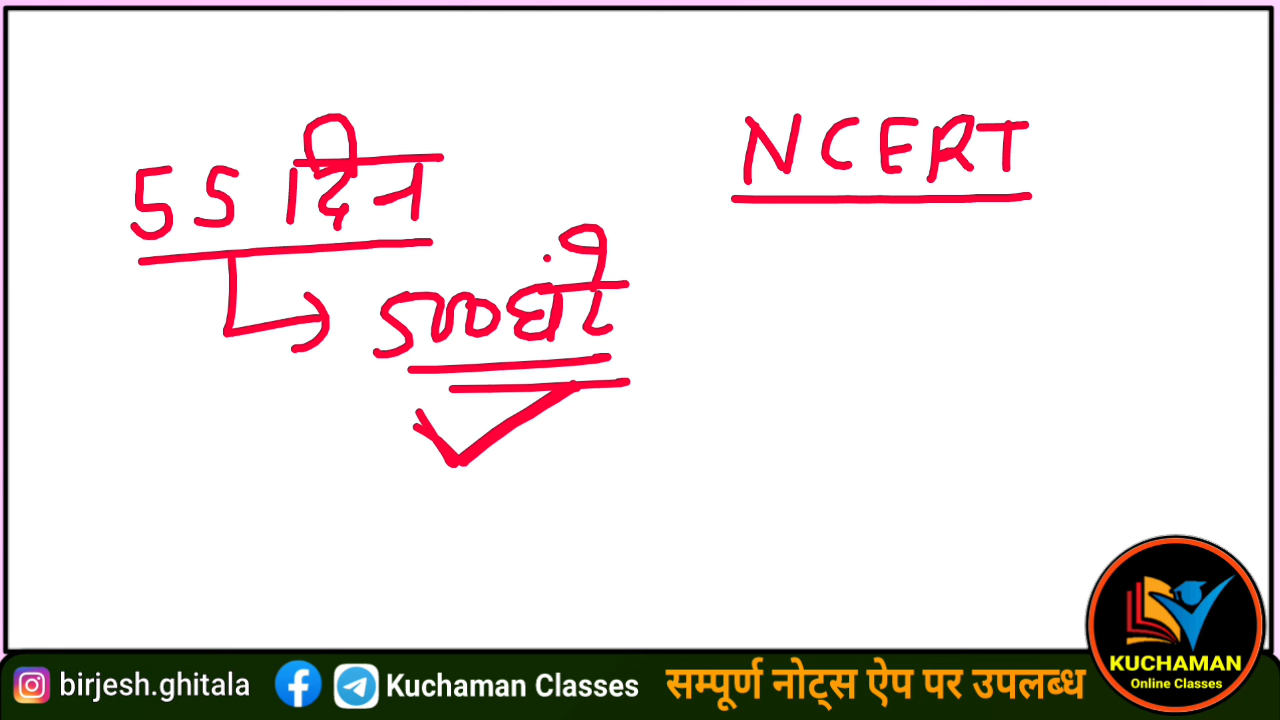 55 दिन
NCERT
500 घंटे
KUCHAMAN
Online Classes
birjesh.ghitala
Kuchaman Classes
सम्पूर्ण नोट्स ऐप पर उपलब्ध